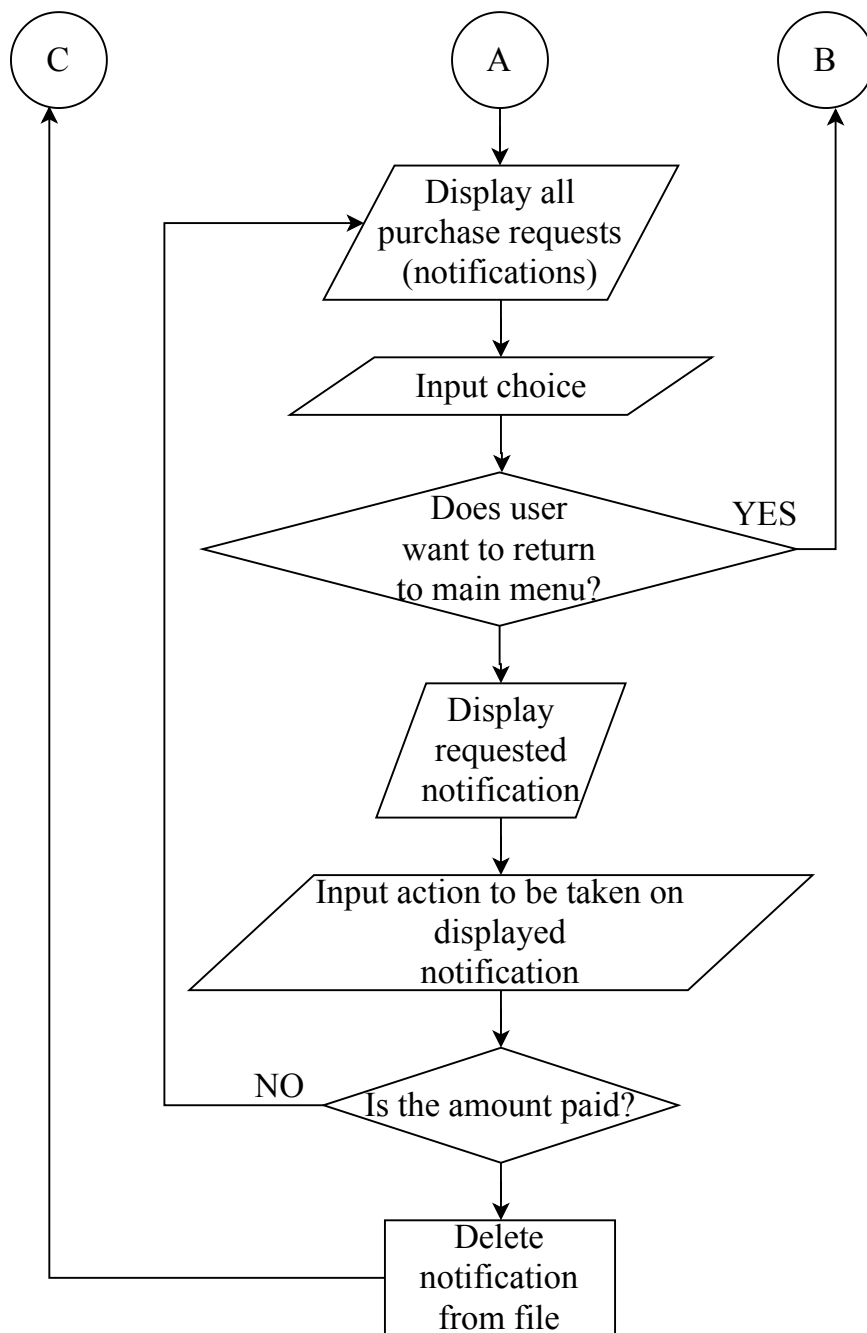 C
A
B
Display all
purchase requests
(notifications)
Input choice
Does user
want to return
to main menu?
YES
Display
requested
notification
Input action to be taken on
displayed
notification
NO
Is the amount paid?
Delete
notification
from file